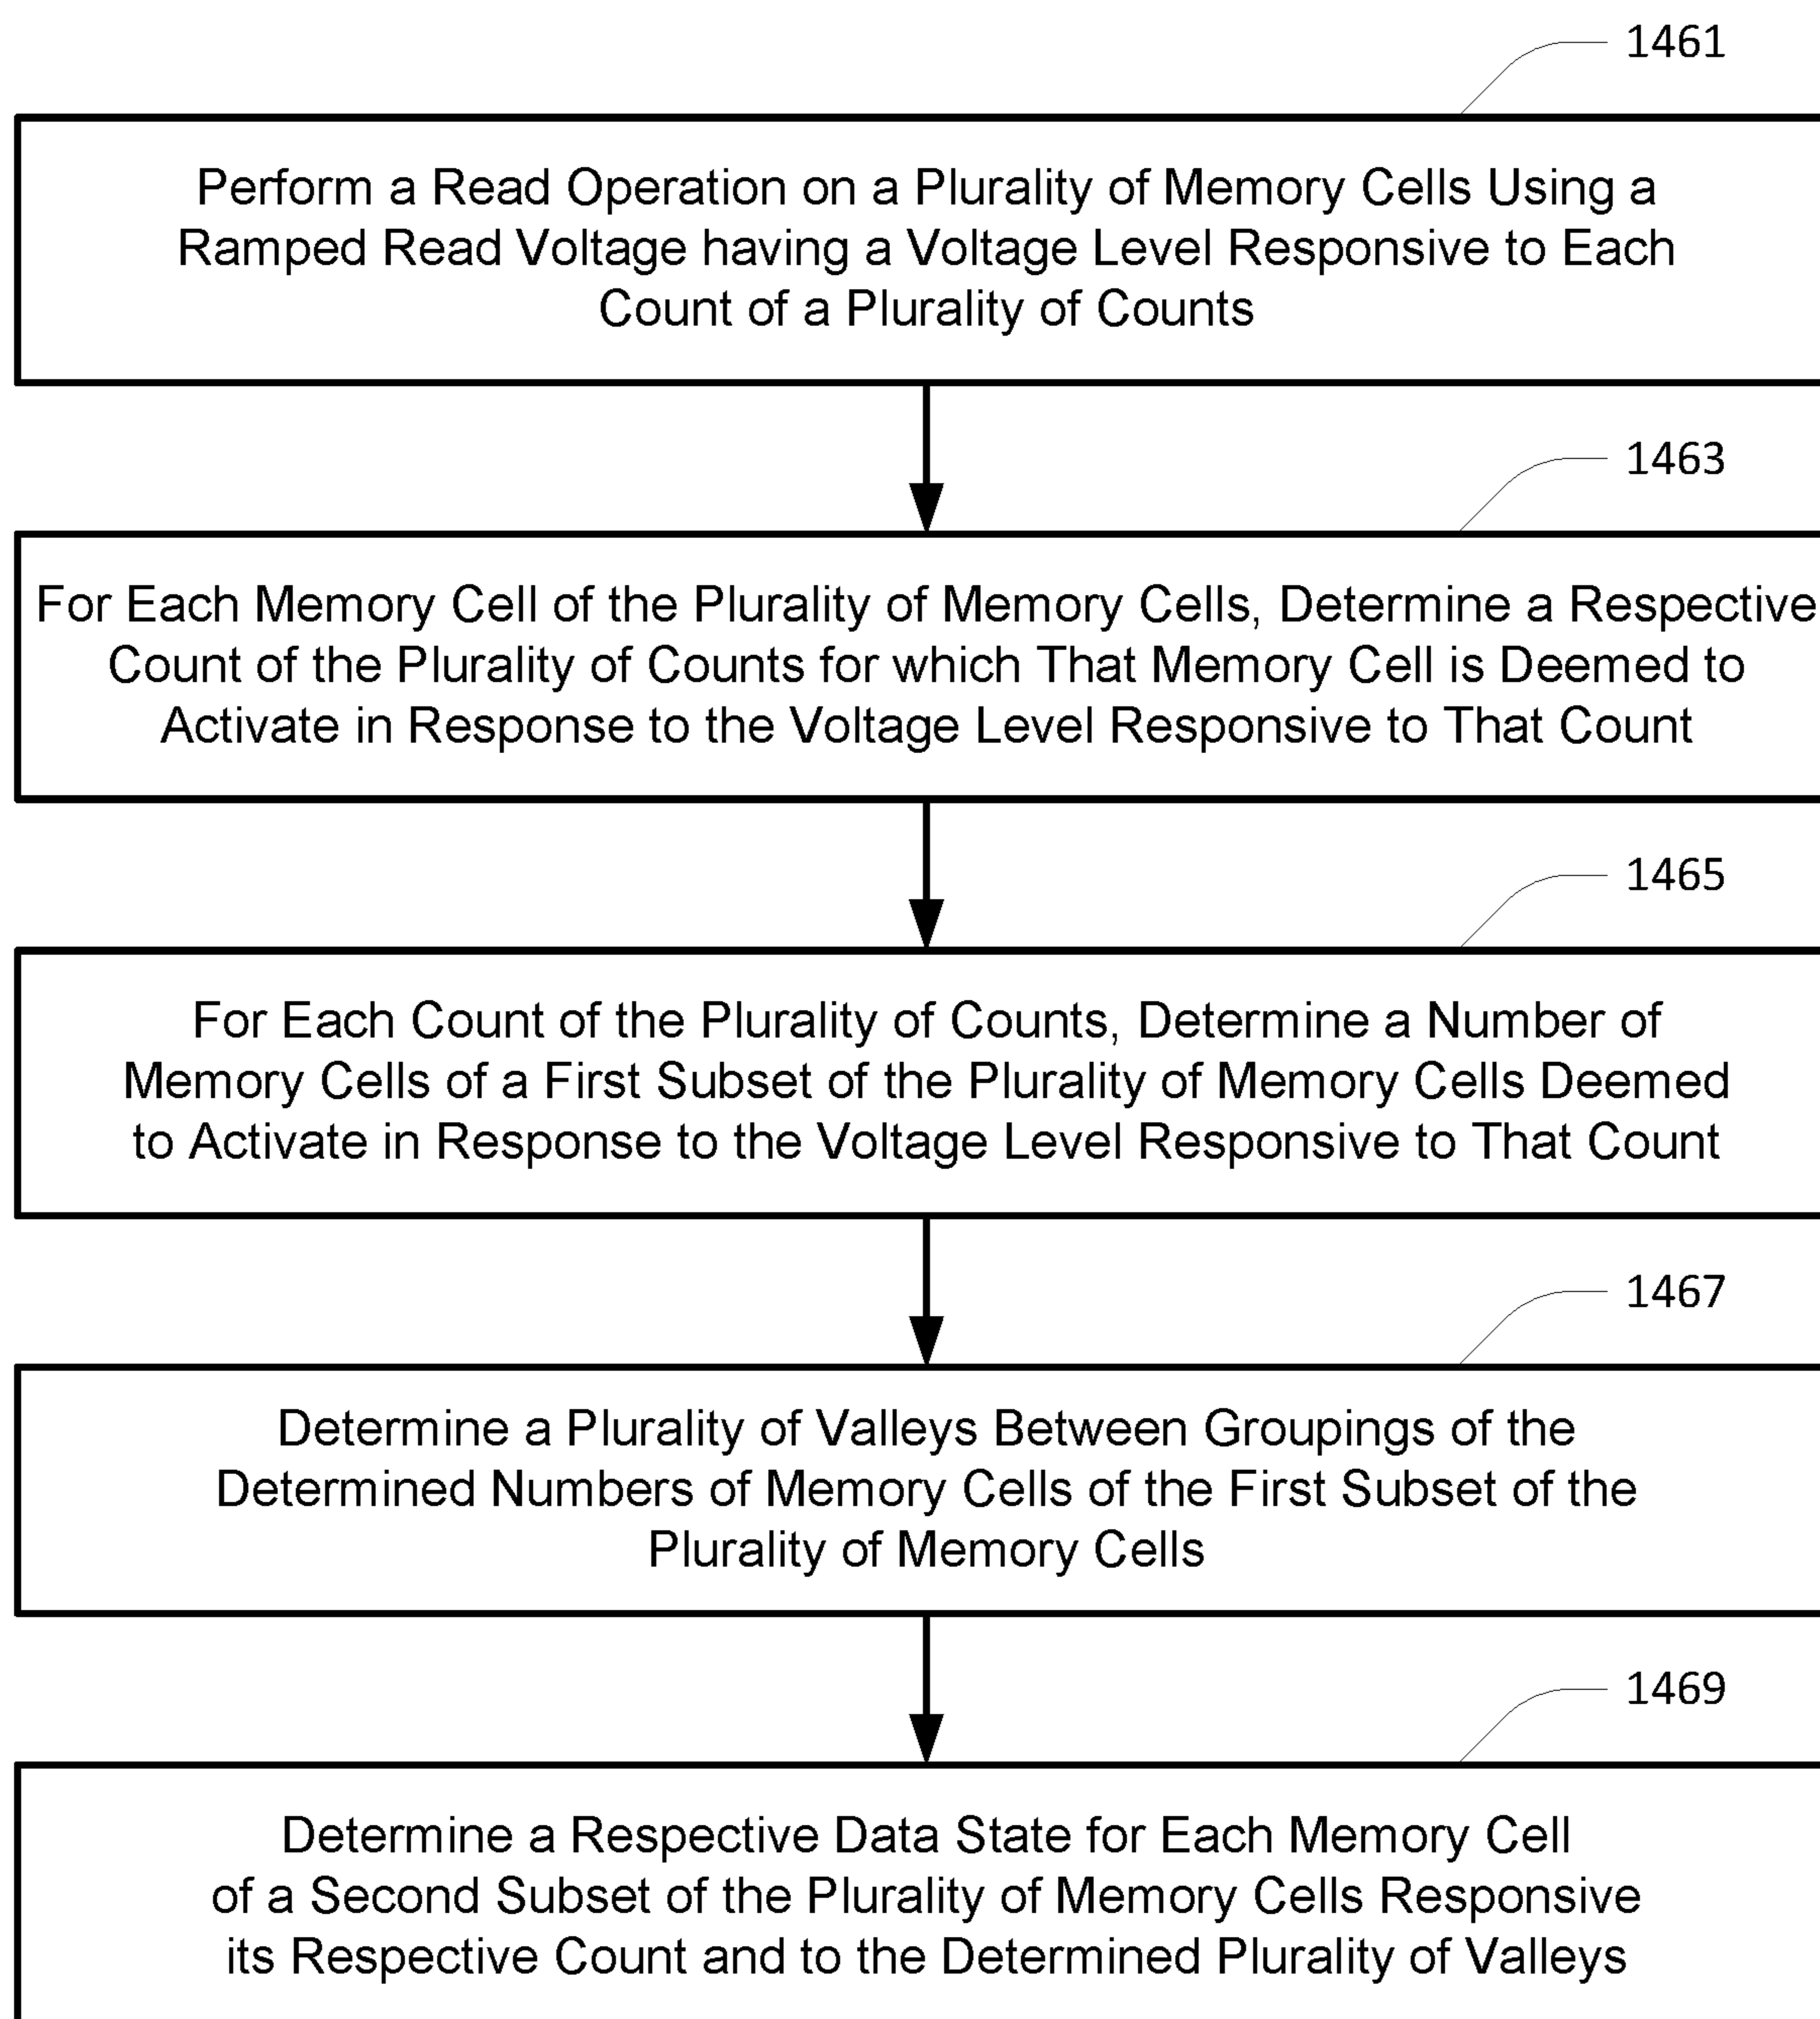 1461
Perform a Read Operation on a Plurality of Memory Cells Using a
Ramped Read Voltage having a Voltage Level Responsive to Each
Count of a Plurality of Counts
1463
For Each Memory Cell of the Plurality of Memory Cells, Determine a Respective
Count of the Plurality of Counts for which That Memory Cell is Deemed to
Activate in Response to the Voltage Level Responsive to That Count
1465
For Each Count of the Plurality of Counts, Determine a Number of
Memory Cells of a First Subset of the Plurality of Memory Cells Deemed
to Activate in Response to the Voltage Level Responsive to That Count
1467
Determine a Plurality of Valleys Between Groupings of the
Determined Numbers of Memory Cells of the First Subset of the
Plurality of Memory Cells
1469
Determine a Respective Data State for Each Memory Cell
of a Second Subset of the Plurality of Memory Cells Responsive
its Respective Count and to the Determined Plurality of Valleys